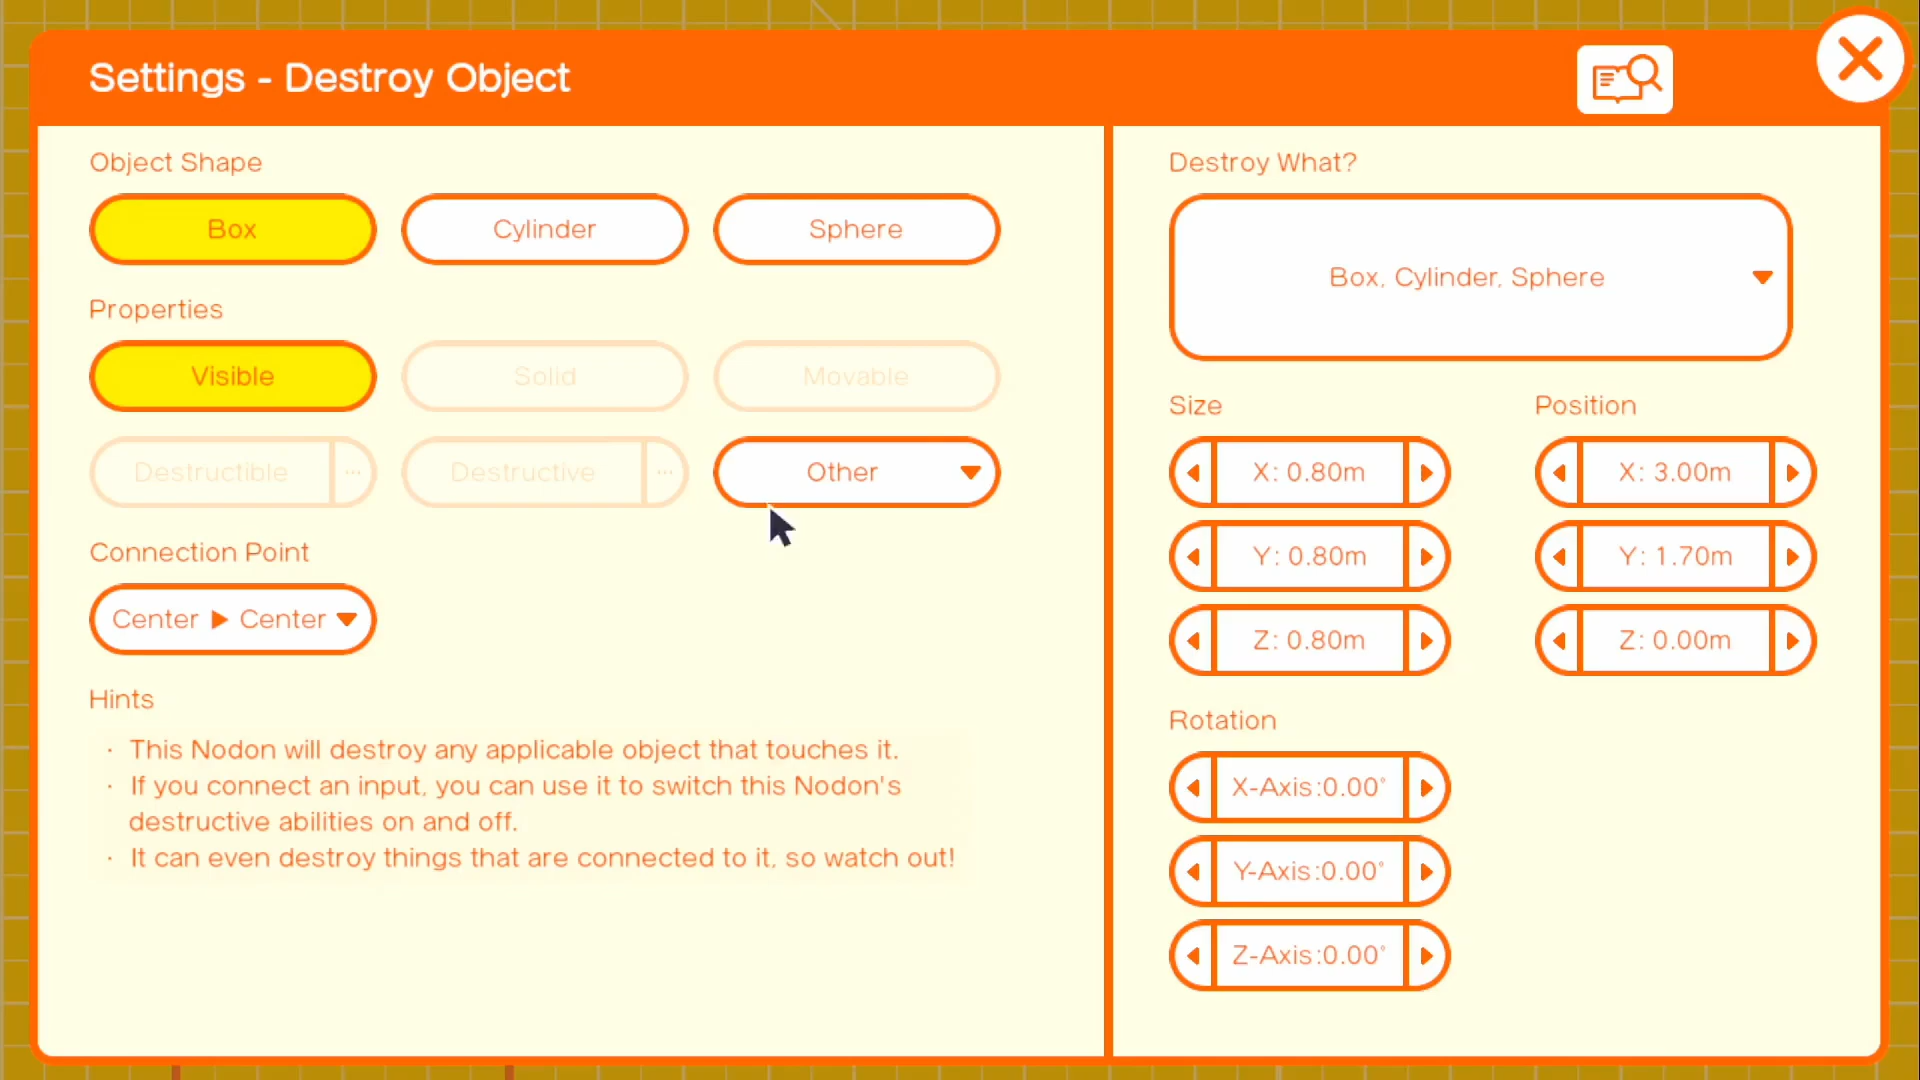 Settings - Destroy Object
Object Shape
Box
Cylinder
Sphere
Properties
Visible
Solid
Movable
Destructible ...
Destructive ...
Other
Connection Point
Center ▶ Center
Hints
· This Nodon will destroy any applicable object that touches it.
· If you connect an input, you can use it to switch this Nodon's
destructive abilities on and off.
· It can even destroy things that are connected to it, so watch out!
Destroy What?
Box, Cylinder, Sphere
Size
X: 0.80m
Y: 0.80m
Z: 0.80m
Position
X: 3.00m
Y: 1.70m
Z: 0.00m
Rotation
X-Axis:0.00°
Y-Axis:0.00°
Z-Axis:0.00°